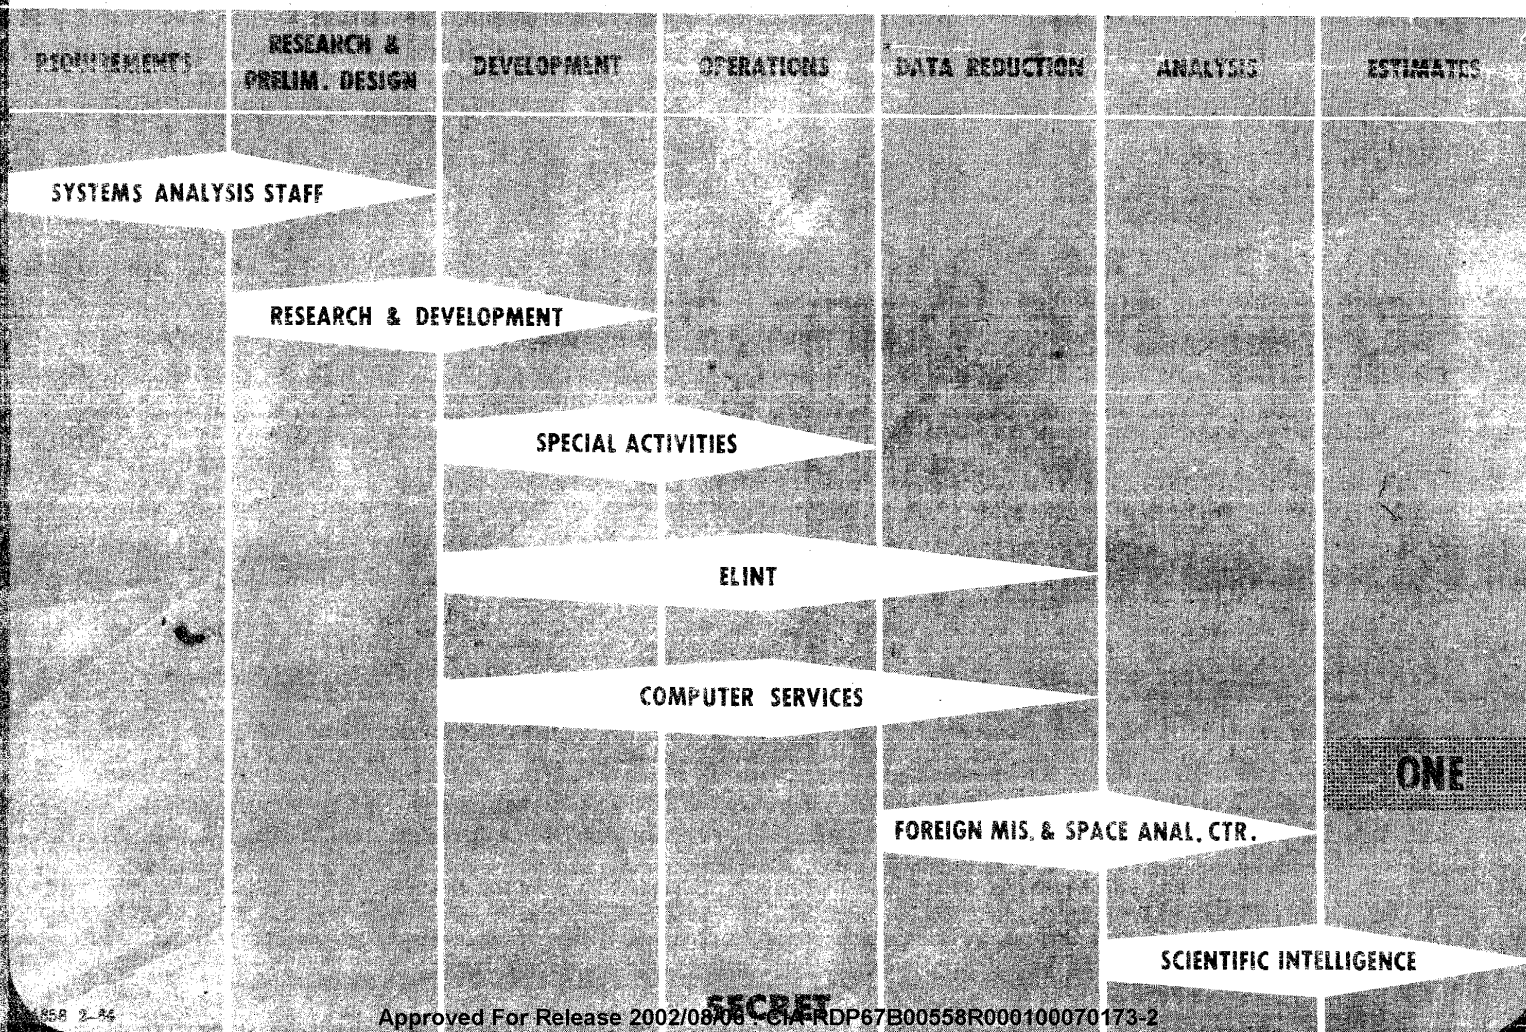 REQUIREMENTS
RESEARCH &
PRELIM. DESIGN
DEVELOPMENT
OPERATIONS
DATA REDUCTION
ANALYSIS
ESTIMATES
SYSTEMS ANALYSIS STAFF
RESEARCH & DEVELOPMENT
SPECIAL ACTIVITIES
ELINT
COMPUTER SERVICES
ONE
FOREIGN MIS. & SPACE ANAL. CTR.
SCIENTIFIC INTELLIGENCE
SECRET
Approved For Release 2002/08/06 : CIA-RDP67B00558R000100070173-2